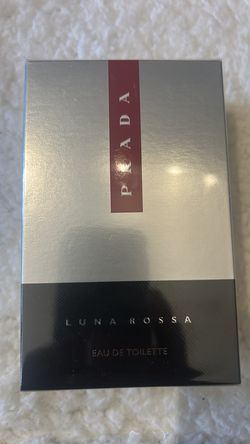 PRADA
LUNA ROSSA
EAU DE TOILETTE